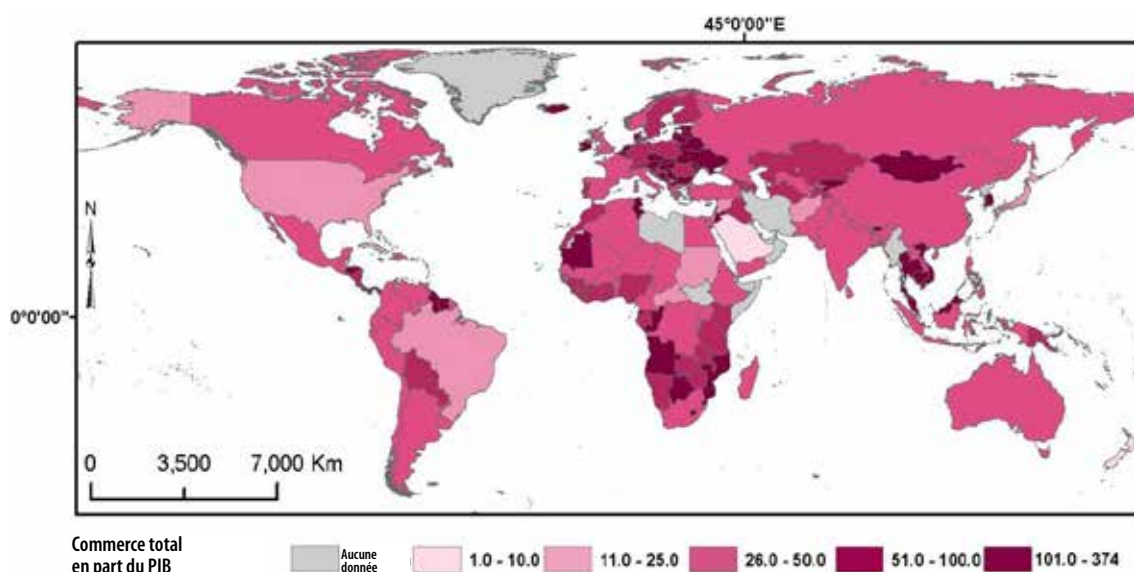 45°0'00"E
N
0°0'00"
0 3,500 7,000 Km
Commerce total
en part du PIB
Aucune
donnée
1.0 - 10.0
11.0 - 25.0
26.0 - 50.0
51.0 - 100.0
101.0 - 374